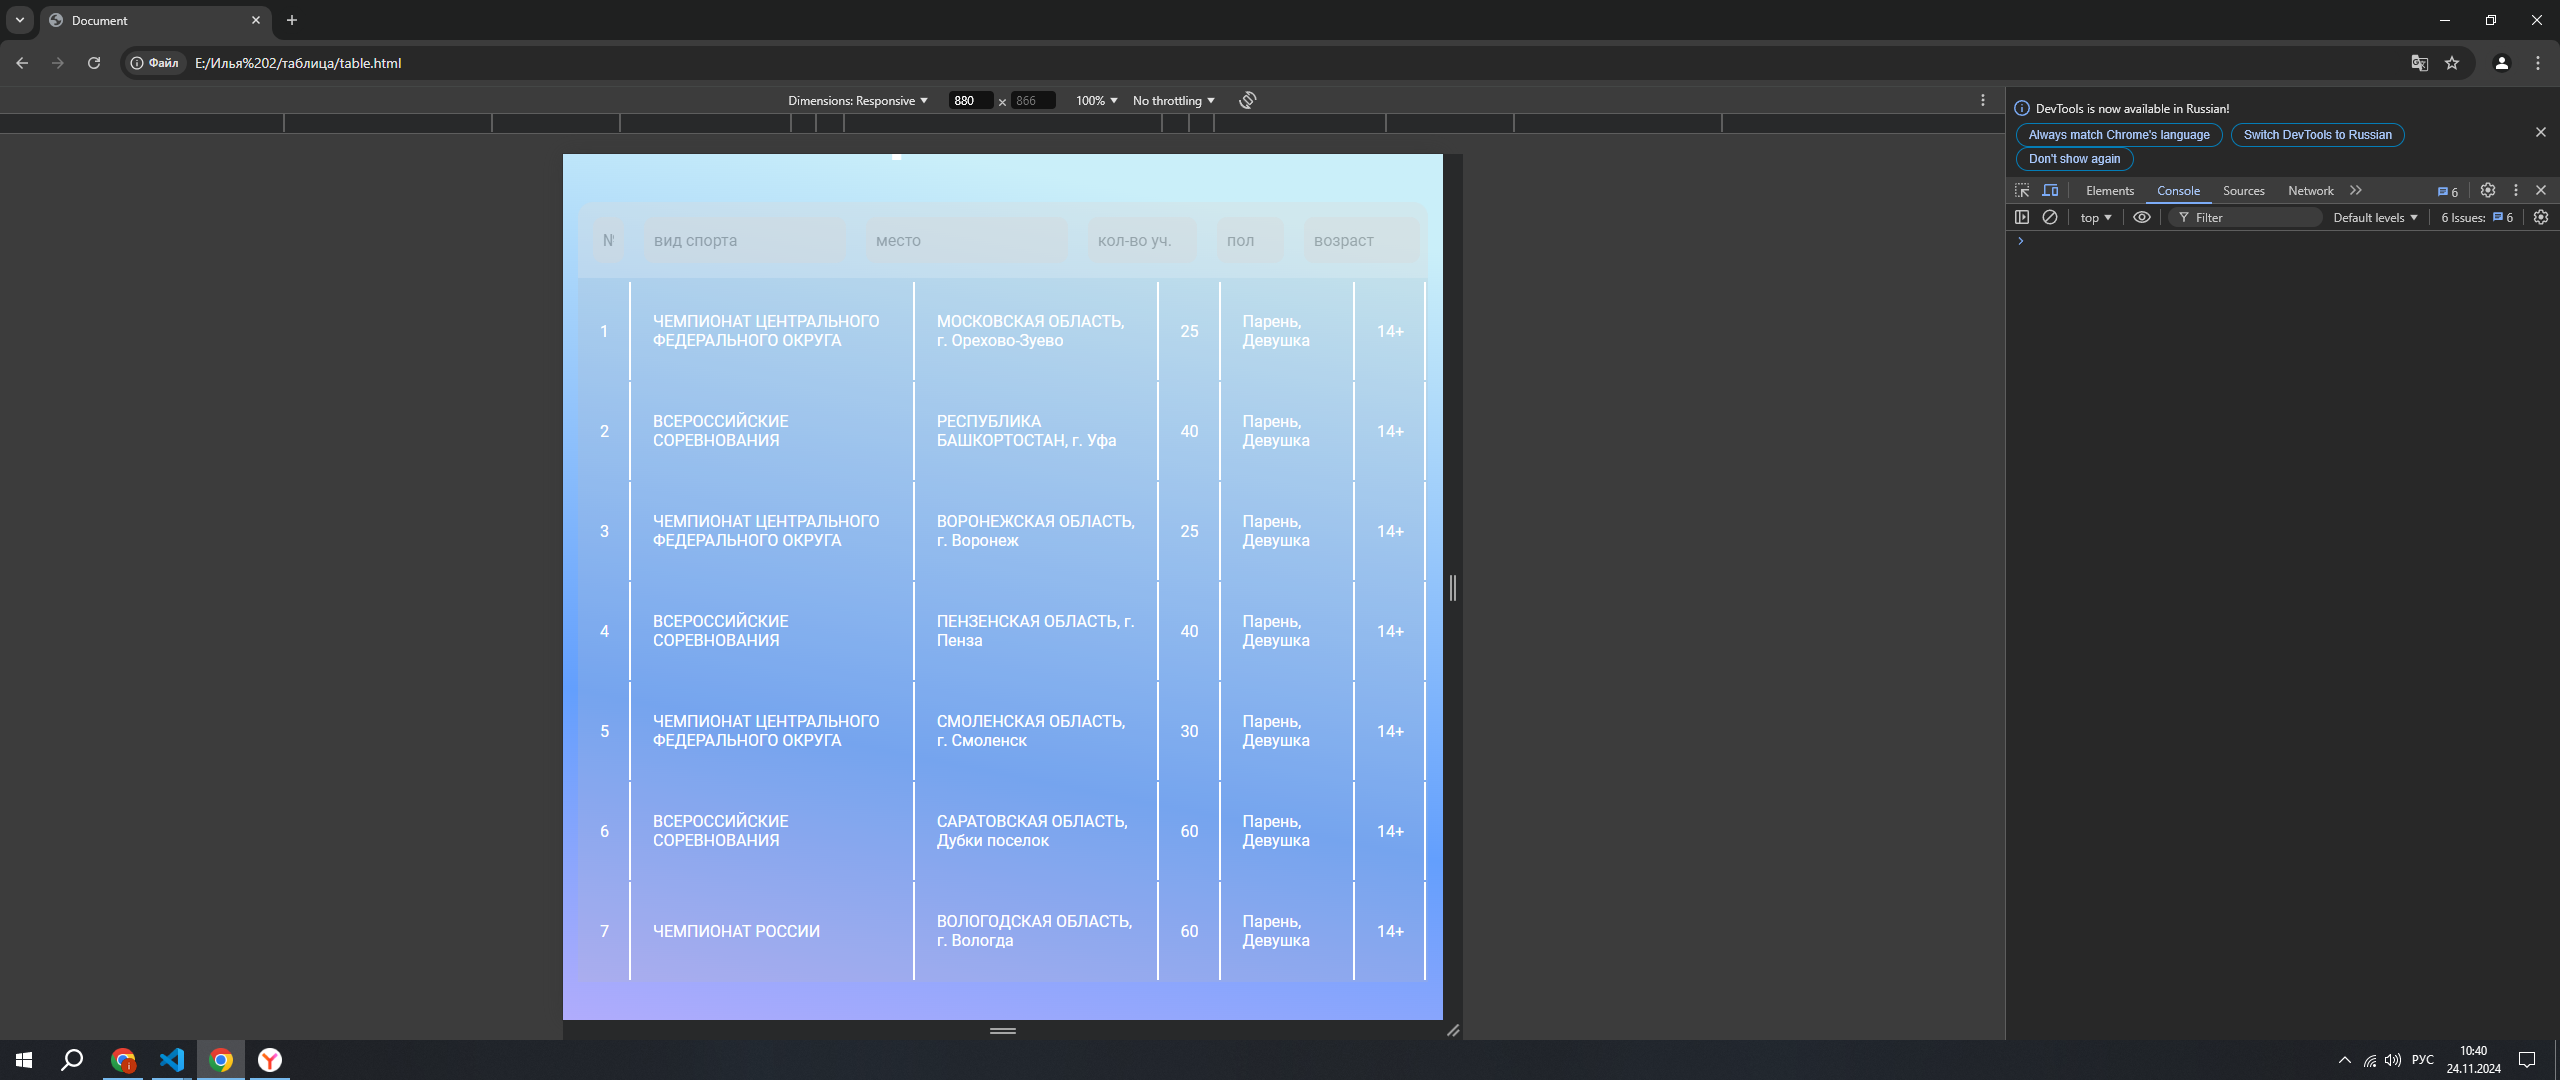 Document
Файл
E:/Илья%202/таблица/table.html
Dimensions: Responsive
880 × 866
100%
No throttling
DevTools is now available in Russian!
Always match Chrome's language
Switch DevTools to Russian
Don't show again
Elements
Console
Sources
Network
6
top
Filter
Default levels
6 Issues: 6
вид спорта
место
кол-во уч.
пол
возраст
1
ЧЕМПИОНАТ ЦЕНТРАЛЬНОГО
ФЕДЕРАЛЬНОГО ОКРУГА
МОСКОВСКАЯ ОБЛАСТЬ,
г. Орехово-Зуево
25
Парень,
Девушка
14+
2
ВСЕРОССИЙСКИЕ
СОРЕВНОВАНИЯ
РЕСПУБЛИКА
БАШКОРТОСТАН, г. Уфа
40
Парень,
Девушка
14+
3
ЧЕМПИОНАТ ЦЕНТРАЛЬНОГО
ФЕДЕРАЛЬНОГО ОКРУГА
ВОРОНЕЖСКАЯ ОБЛАСТЬ,
г. Воронеж
25
Парень,
Девушка
14+
4
ВСЕРОССИЙСКИЕ
СОРЕВНОВАНИЯ
ПЕНЗЕНСКАЯ ОБЛАСТЬ, г.
Пенза
40
Парень,
Девушка
14+
5
ЧЕМПИОНАТ ЦЕНТРАЛЬНОГО
ФЕДЕРАЛЬНОГО ОКРУГА
СМОЛЕНСКАЯ ОБЛАСТЬ,
г. Смоленск
30
Парень,
Девушка
14+
6
ВСЕРОССИЙСКИЕ
СОРЕВНОВАНИЯ
САРАТОВСКАЯ ОБЛАСТЬ,
Дубки поселок
60
Парень,
Девушка
14+
7
ЧЕМПИОНАТ РОССИИ
ВОЛОГОДСКАЯ ОБЛАСТЬ,
г. Вологда
60
Парень,
Девушка
14+
РУС
10:40
24.11.2024